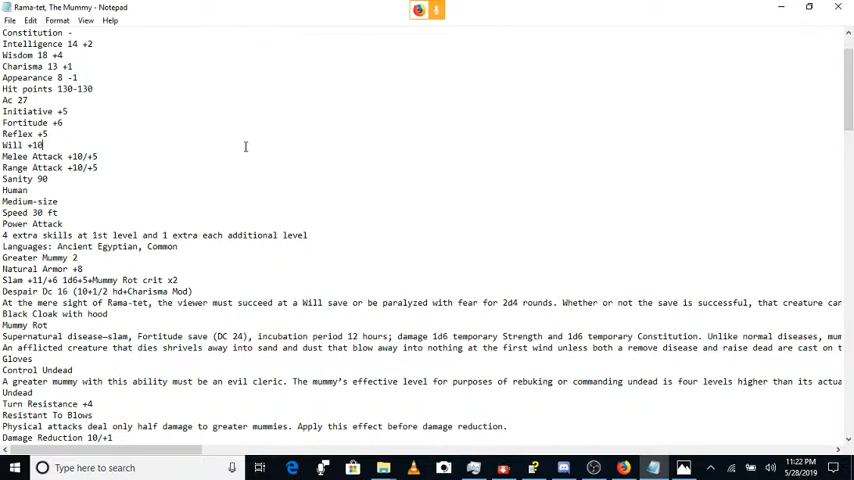 Rama-tet, The Mummy - Notepad
File Edit Format View Help
Constitution -
Intelligence 14 +2
Wisdom 18 +4
Charisma 13 +1
Appearance 8 -1
Hit points 130-130
Ac 27
Initiative +5
Fortitude +6
Reflex +5
Will +10
Melee Attack +10/+5
Range Attack +10/+5
Sanity 90
Human
Medium-size
Speed 30 ft
Power Attack
4 extra skills at 1st level and 1 extra each additional level
Languages: Ancient Egyptian, Common
Greater Mummy 2
Natural Armor +8
Slam +11/+6 1d6+5+Mummy Rot crit x2
Despair Dc 16 (10+1/2 hd+Charisma Mod)
At the mere sight of Rama-tet, the viewer must succeed at a Will save or be paralyzed with fear for 2d4 rounds. Whether or not the save is successful, that creature can
Black Cloak with hood
Mummy Rot
Supernatural disease—slam, Fortitude save (DC 24), incubation period 12 hours; damage 1d6 temporary Strength and 1d6 temporary Constitution. Unlike normal diseases, mum
An afflicted creature that dies shrivels away into sand and dust that blow away into nothing at the first wind unless both a remove disease and raise dead are cast on t
Gloves
Control Undead
A greater mummy with this ability must be an evil cleric. The mummy’s effective level for purposes of rebuking or commanding undead is four levels higher than its actua
Undead
Turn Resistance +4
Resistant To Blows
Physical attacks deal only half damage to greater mummies. Apply this effect before damage reduction.
Damage Reduction 10/+1
Type here to search
11:22 PM
5/28/2019